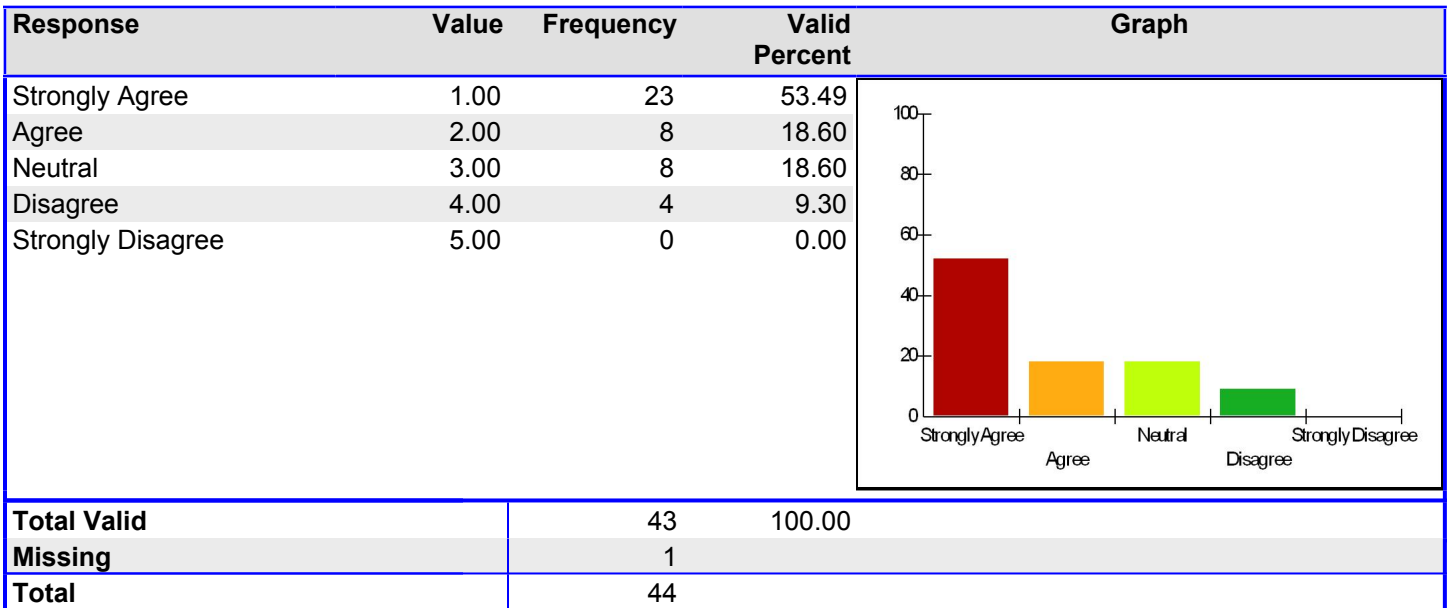 Response Value Frequency Valid Percent Graph
Strongly Agree 1.00 23 53.49
Agree 2.00 8 18.60
Neutral 3.00 8 18.60
Disagree 4.00 4 9.30
Strongly Disagree 5.00 0 0.00
100
80
60
40
20
0
Strongly Agree Neutral Strongly Disagree
Agree Disagree
Total Valid 43 100.00
Missing 1
Total 44